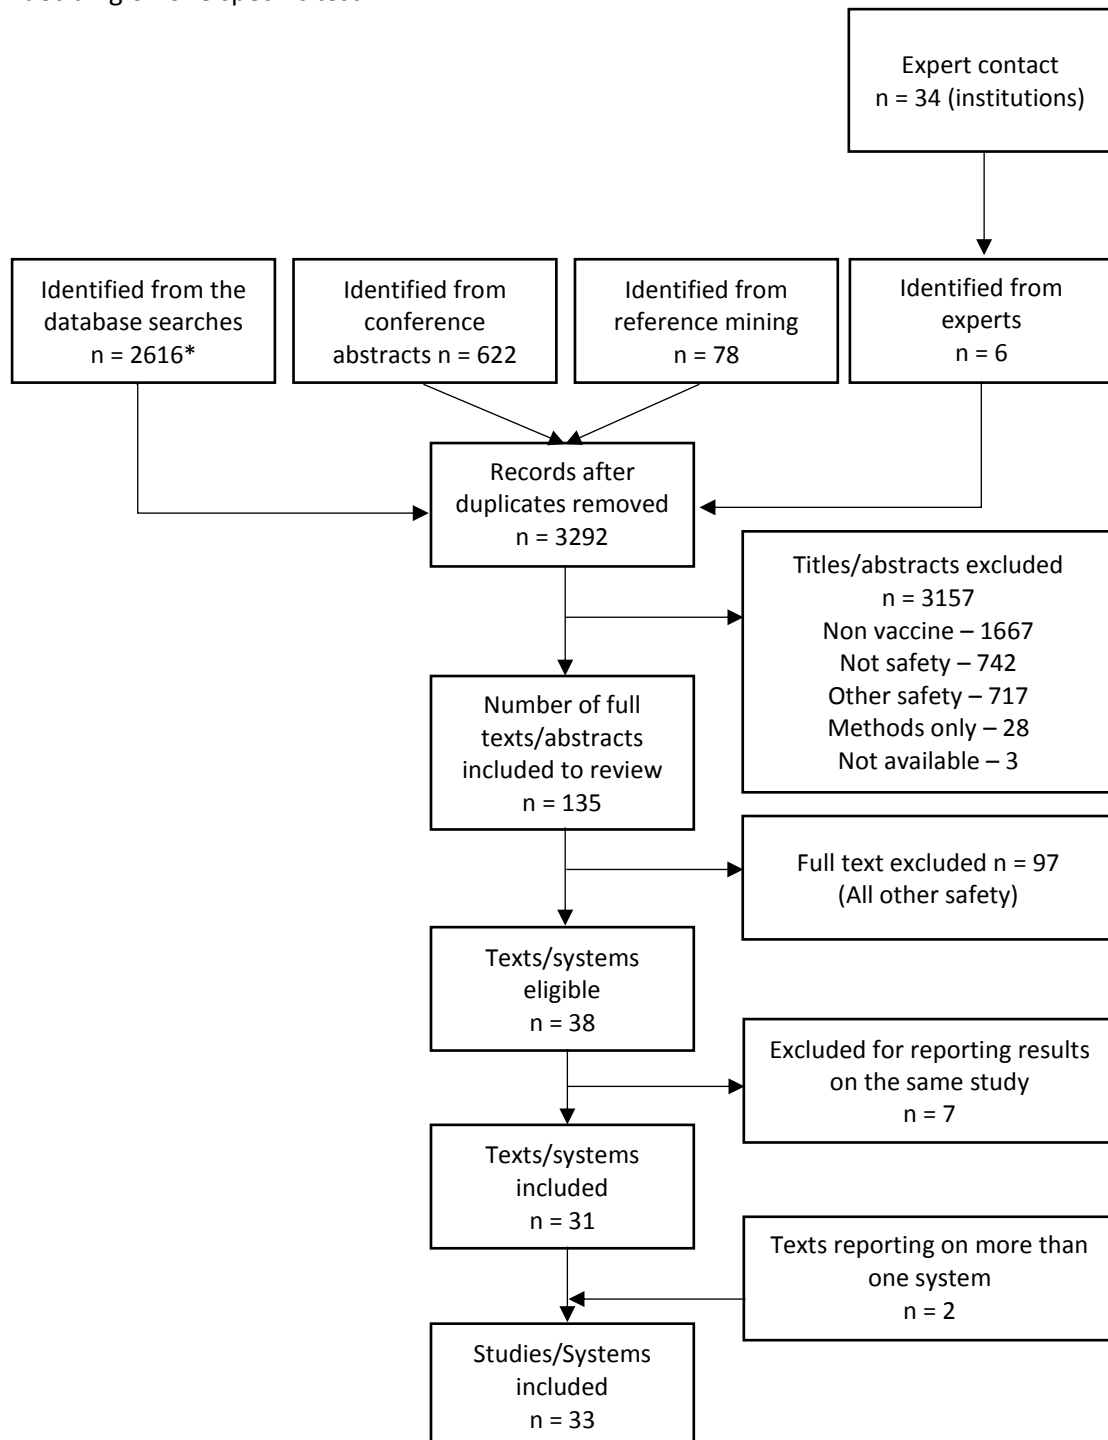 Expert contact
n = 34 (institutions)
Identified from the
database searches
n = 2616*
Identified from
conference
abstracts n = 622
Identified from
reference mining
n = 78
Identified from
experts
n = 6
Records after
duplicates removed
n = 3292
Titles/abstracts excluded
n = 3157
Non vaccine – 1667
Not safety – 742
Other safety – 717
Methods only – 28
Not available – 3
Number of full
texts/abstracts
included to review
n = 135
Full text excluded n = 97
(All other safety)
Texts/systems
eligible
n = 38
Excluded for reporting results
on the same study
n = 7
Texts/systems
included
n = 31
Texts reporting on more than
one system
n = 2
Studies/Systems
included
n = 33